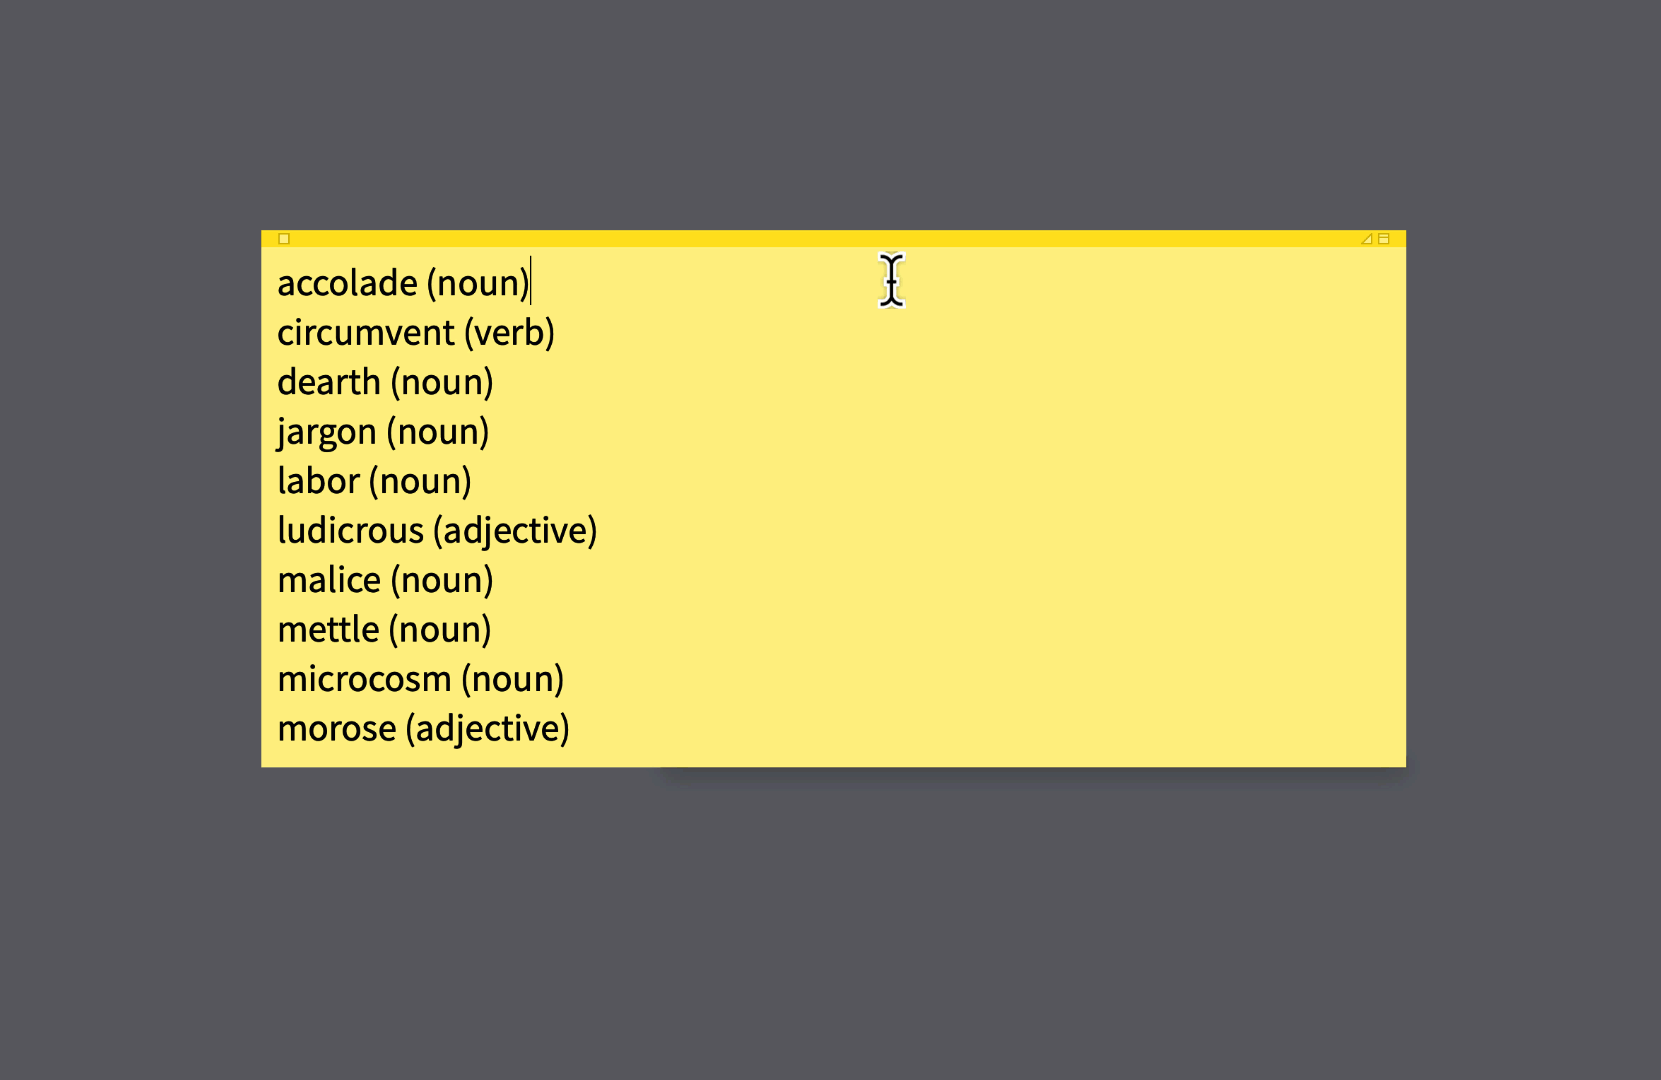 accolade (noun)
circumvent (verb)
dearth (noun)
jargon (noun)
labor (noun)
ludicrous (adjective)
malice (noun)
mettle (noun)
microcosm (noun)
morose (adjective)